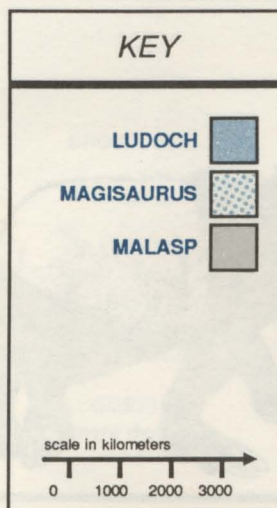 KEY
LUDOCH
MAGISAURUS
MALASP
scale in kilometers
0 1000 2000 3000